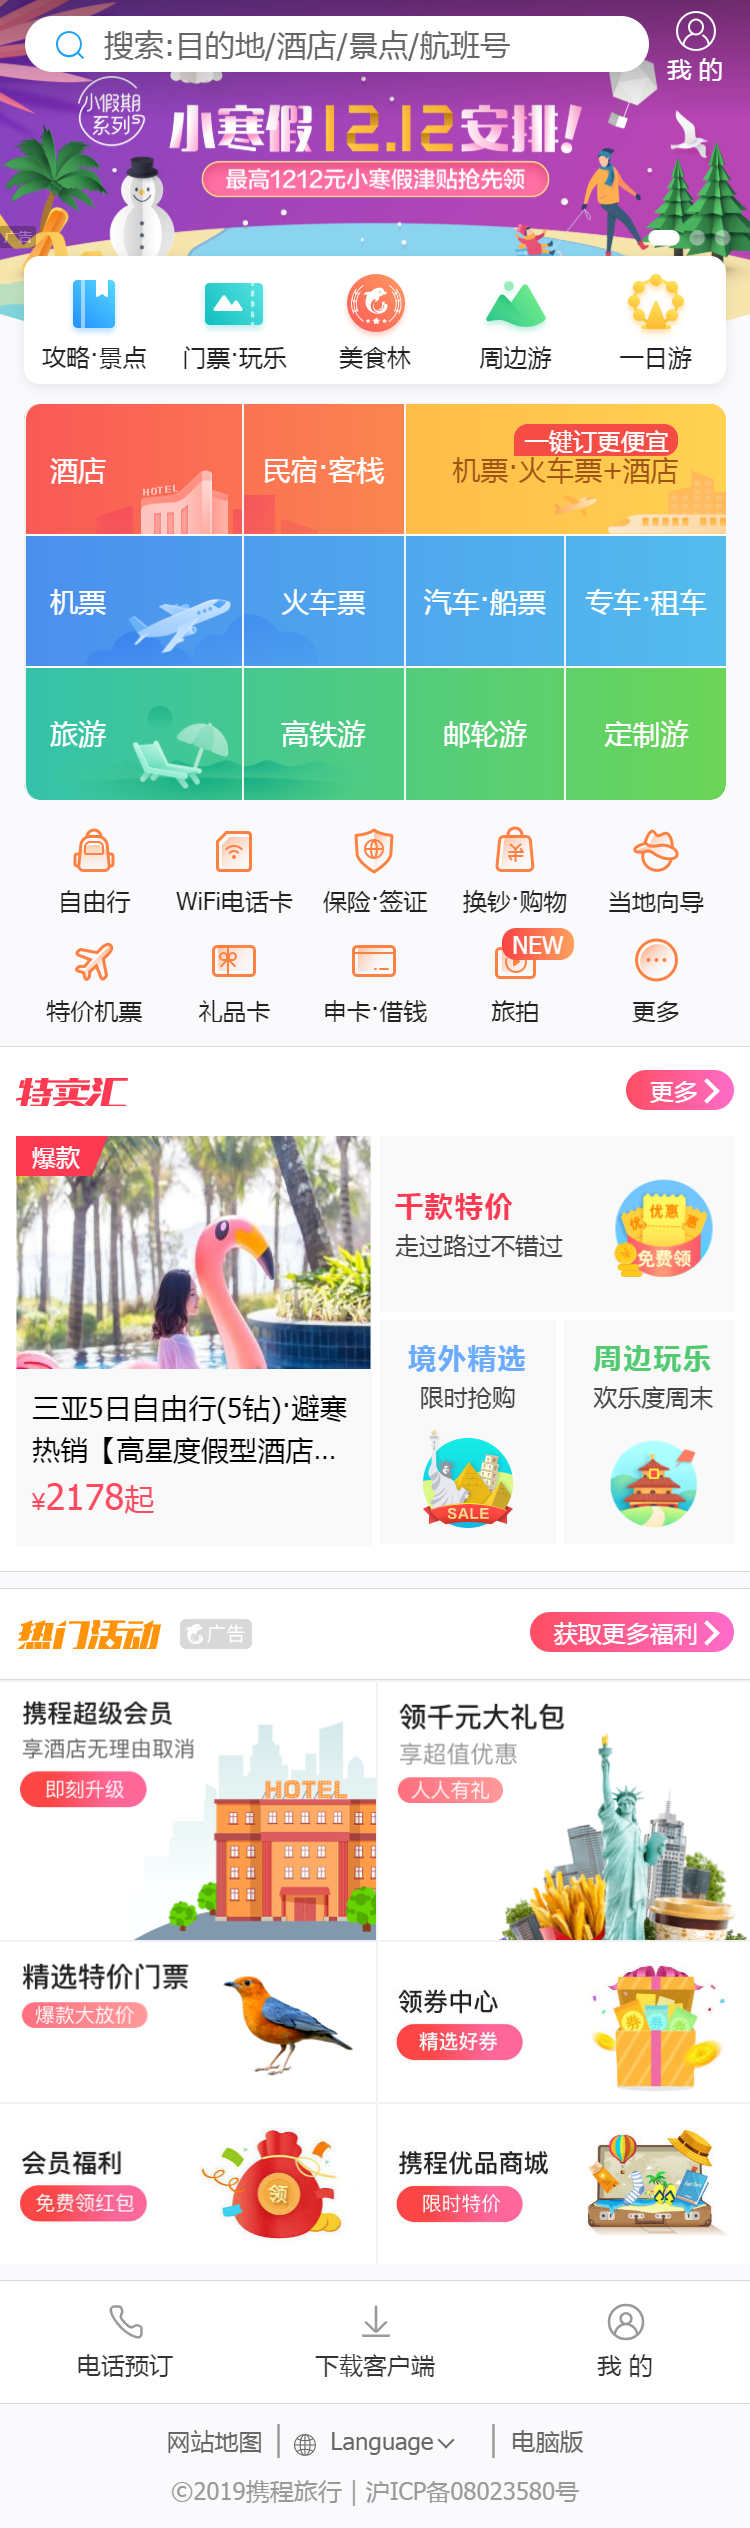 搜索:目的地/酒店/景点/航班号
我 的
小假期
系列
小寒假12.12安排!
最高1212元小寒假津贴抢先领
广告
攻略·景点
门票·玩乐
美食林
周边游
一日游
酒店
HOTEL
民宿·客栈
一键订更便宜
机票·火车票+酒店
机票
火车票
汽车·船票
专车·租车
旅游
高铁游
邮轮游
定制游
自由行
WiFi电话卡
保险·签证
换钞·购物
当地向导
NEW
特价机票
礼品卡
申卡·借钱
旅拍
更多
特卖汇
更多
爆款
三亚5日自由行(5钻)·避寒
热销【高星度假型酒店...
¥2178起
千款特价
走过路过不错过
优 优惠 惠
免费领
境外精选
限时抢购
SALE
周边玩乐
欢乐度周末
热门活动
广告
获取更多福利
携程超级会员
享酒店无理由取消
即刻升级
HOTEL
领千元大礼包
享超值优惠
人人有礼
精选特价门票
爆款大放价
领券中心
精选好券
券 券
会员福利
免费领红包
领
携程优品商城
限时特价
电话预订
下载客户端
我 的
网站地图
Language
电脑版
©2019携程旅行 | 沪ICP备08023580号